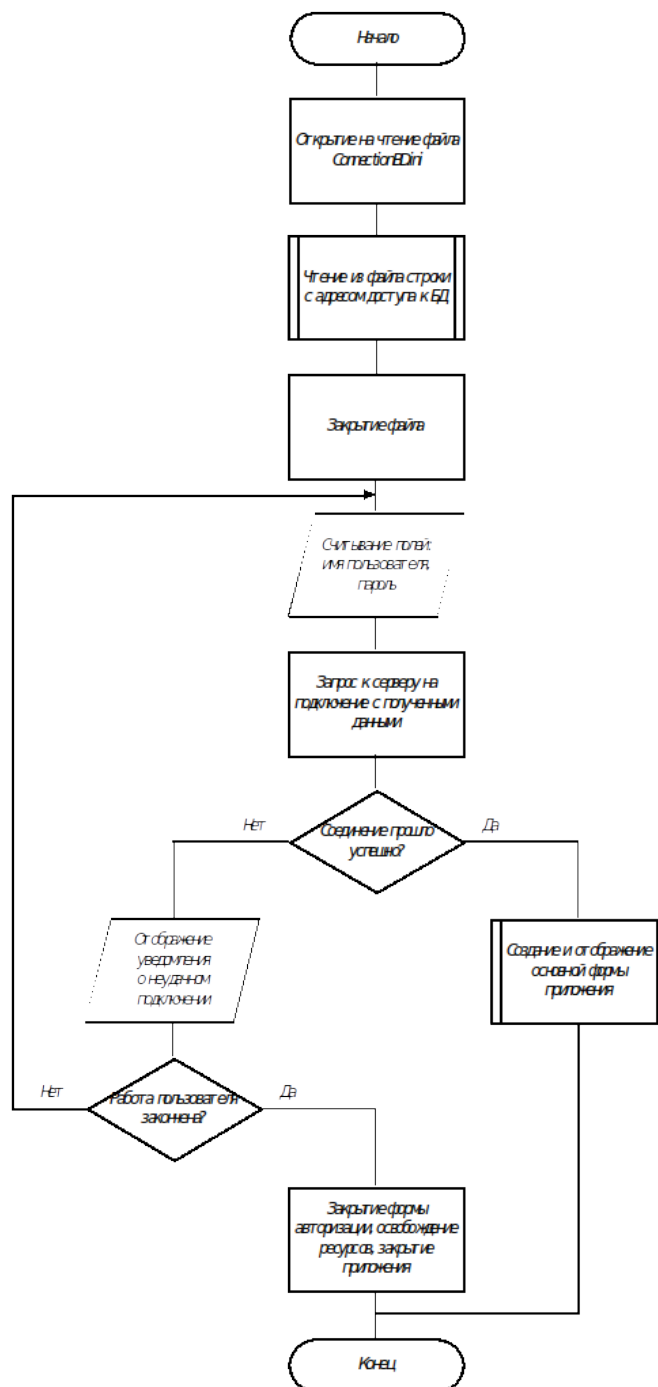 Начало
Открытие на чтение файла
ConnectionBD.ini
Чтение из файла строки
с адресом доступа к БД
Закрытие файла
Считывание полей:
имя пользователя,
пароль
Запрос к серверу на
подключение с полученными
данными
Соединение прошло
успешно?
Нет
Да
Отображение
уведомления
о неудачном
подключении
Создание и отображение
основной формы
приложения
Работа пользователя
закончена?
Нет
Да
Закрытие формы
авторизации, освобождение
ресурсов, закрытие
приложения
Конец